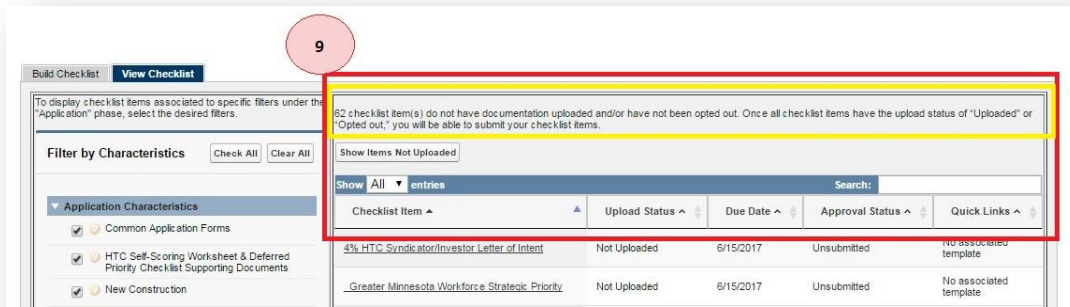 9
Build Checklist View Checklist
To display checklist items associated to specific filters under the
"Application" phase, select the desired filters.
Filter by Characteristics Check All Clear All
Application Characteristics
Common Application Forms
HTC Self-Scoring Worksheet & Deferred
Priority Checklist Supporting Documents
New Construction
62 checklist item(s) do not have documentation uploaded and/or have not been opted out. Once all checklist items have the upload status of "Uploaded" or
"Opted out," you will be able to submit your checklist items.
Show Items Not Uploaded
Show All entries Search:
Checklist Item Upload Status Due Date Approval Status Quick Links
4% HTC Syndicator/Investor Letter of Intent Not Uploaded 6/15/2017 Unsubmitted No associated
template
_Greater Minnesota Workforce Strategic Priority Not Uploaded 6/15/2017 Unsubmitted No associated
template